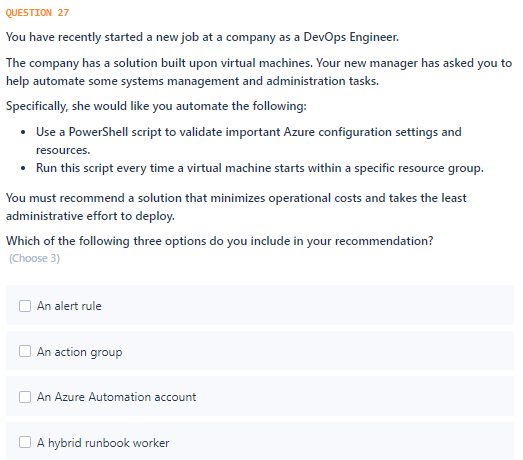 QUESTION 27
You have recently started a new job at a company as a DevOps Engineer.
The company has a solution built upon virtual machines. Your new manager has asked you to
help automate some systems management and administration tasks.
Specifically, she would like you automate the following:
• Use a PowerShell script to validate important Azure configuration settings and
resources.
• Run this script every time a virtual machine starts within a specific resource group.
You must recommend a solution that minimizes operational costs and takes the least
administrative effort to deploy.
Which of the following three options do you include in your recommendation?
(Choose 3)
An alert rule
An action group
An Azure Automation account
A hybrid runbook worker